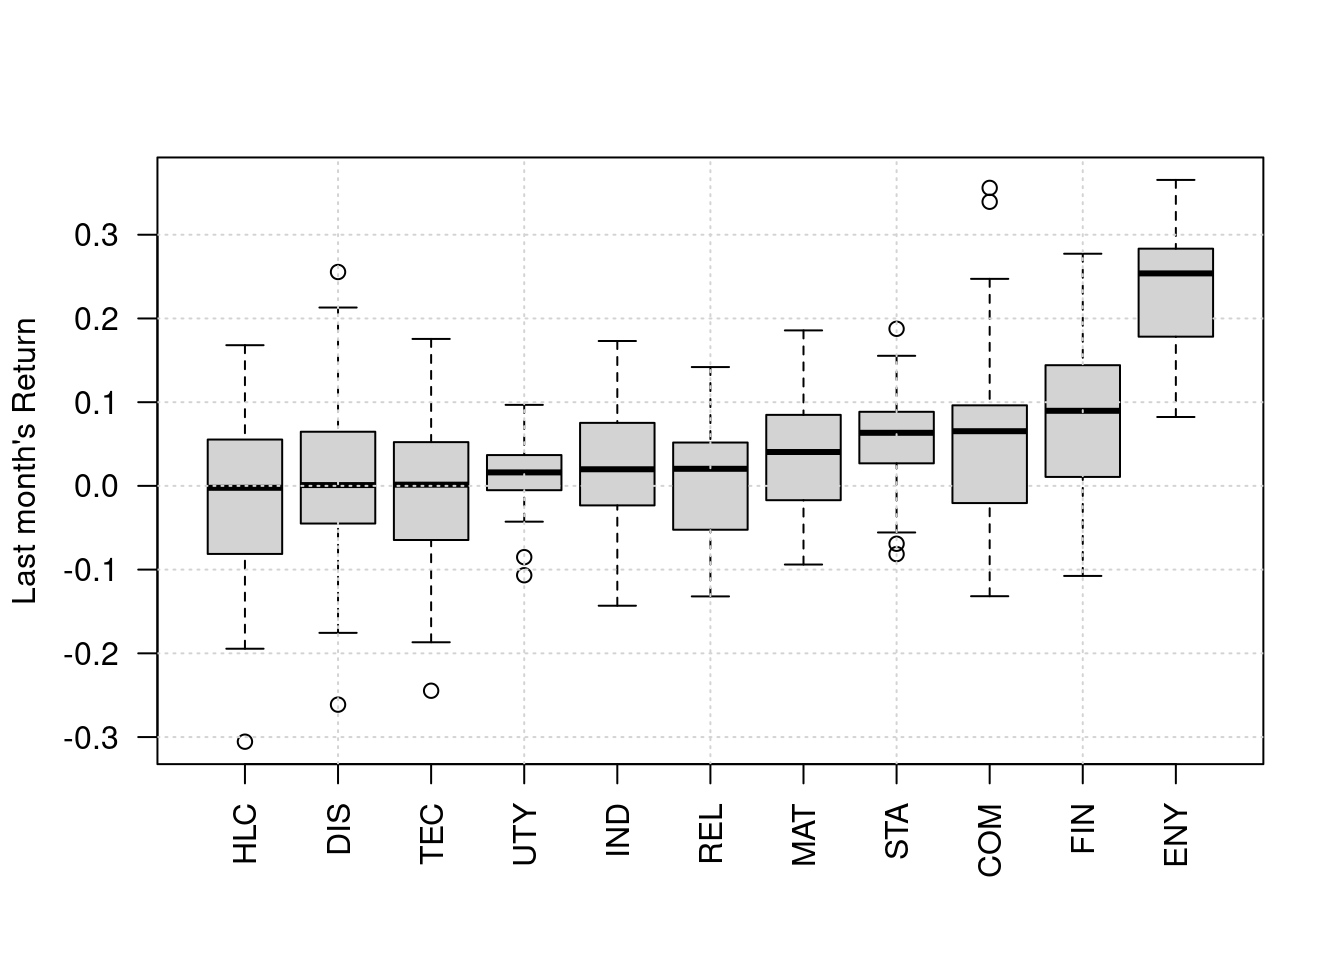 Last month's Return
0.3
0.2
0.1
0.0
-0.1
-0.2
-0.3
HLC
DIS
TEC
UTY
IND
REL
MAT
STA
COM
FIN
ENY